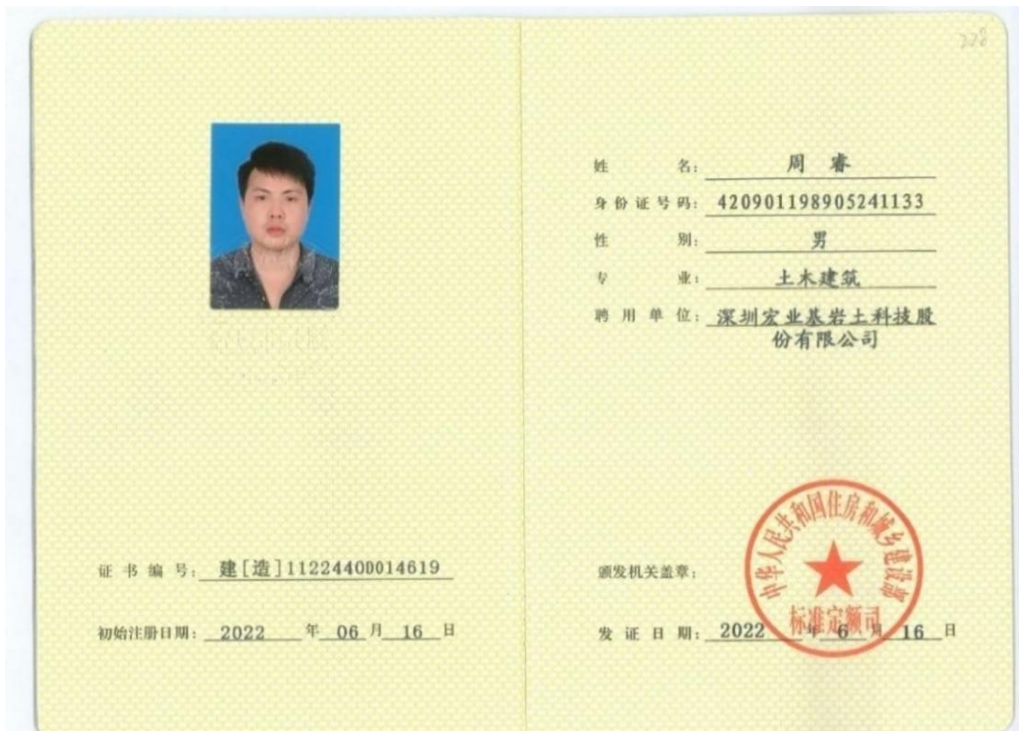 228
姓名: 周睿
身份证号码: 420901198905241133
性别: 男
专业: 土木建筑
聘用单位: 深圳宏业基岩土科技股
份有限公司
证书编号: 建[造]11224400014619
初始注册日期: 2022 年 06 月 16 日
颁发机关盖章:
中华人民共和国住房和城乡建设部
标准定额司
发证日期: 2022 年 6 月 16 日